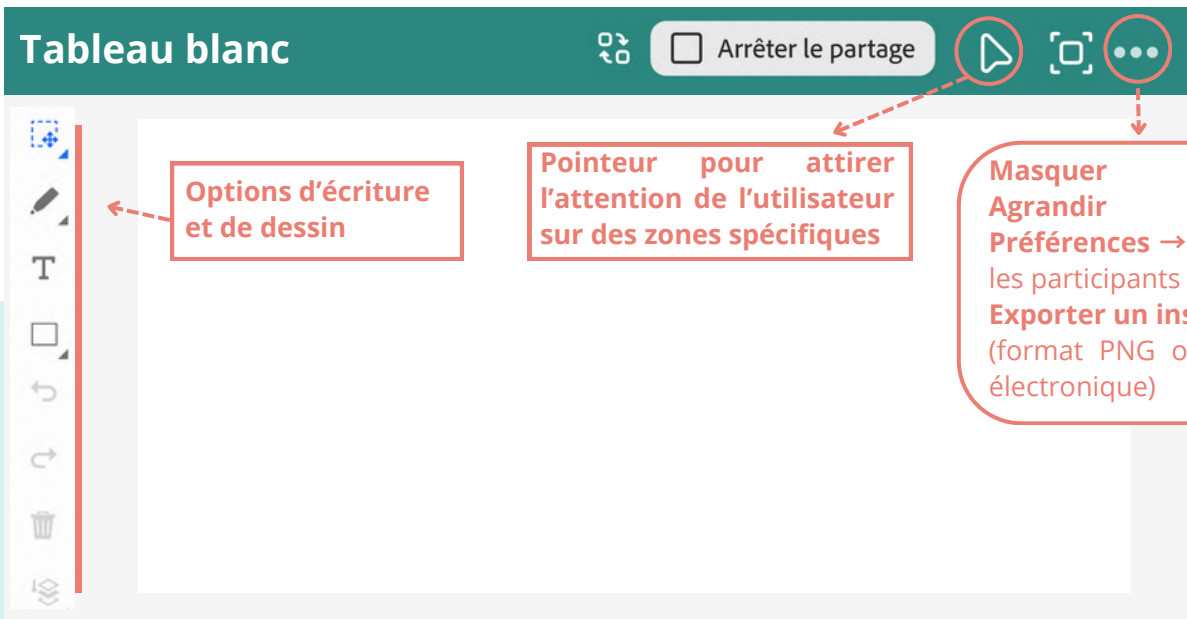 Tableau blanc
Arrêter le partage
Options d’écriture
et de dessin
Pointeur pour attirer
l’attention de l’utilisateur
sur des zones spécifiques
Masquer
Agrandir
Préférences →
les participants
Exporter un
(format PNG
électronique)
T